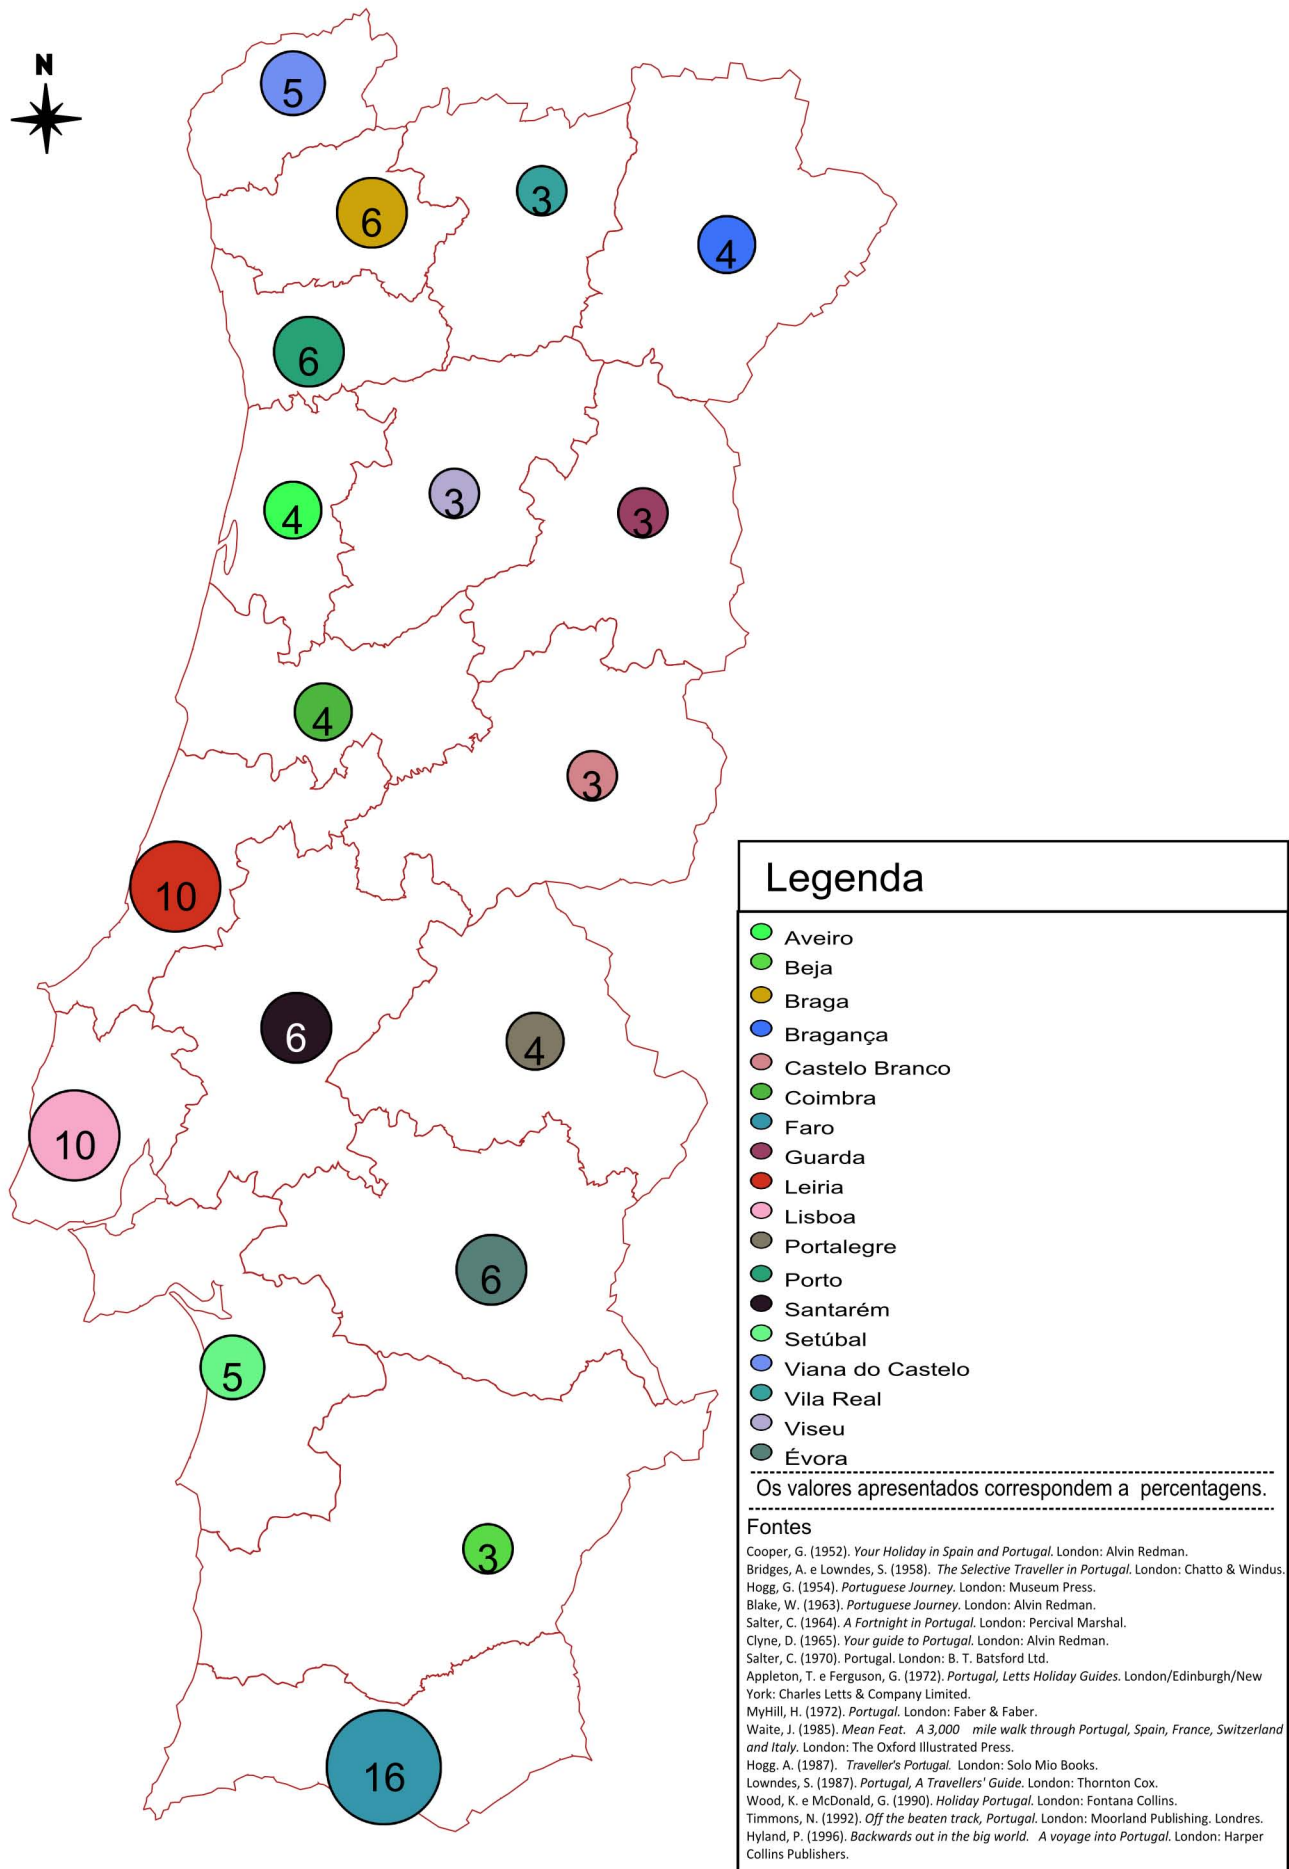 N
5
6
3
4
6
4
3
3
4
3
10
6
4
10
6
5
3
16
Legenda
Aveiro
Beja
Braga
Bragança
Castelo Branco
Coimbra
Faro
Guarda
Leiria
Lisboa
Portalegre
Porto
Santarém
Setúbal
Viana do Castelo
Vila Real
Viseu
Évora
Os valores apresentados correspondem a percentagens.
Fontes
Cooper, G. (1952). Your Holiday in Spain and Portugal. London: Alvin Redman.
Bridges, A. e Lowndes, S. (1958). The Selective Traveller in Portugal. London: Chatto & Windus.
Hogg, G. (1954). Portuguese Journey. London: Museum Press.
Blake, W. (1963). Portuguese Journey. London: Alvin Redman.
Salter, C. (1964). A Fortnight in Portugal. London: Percival Marshal.
Clyne, D. (1965). Your guide to Portugal. London: Alvin Redman.
Salter, C. (1970). Portugal. London: B. T. Batsford Ltd.
Appleton, T. e Ferguson, G. (1972). Portugal, Letts Holiday Guides. London/Edinburgh/New
York: Charles Letts & Company Limited.
MyHill, H. (1972). Portugal. London: Faber & Faber.
Waite, J. (1985). Mean Feat. A 3,000 mile walk through Portugal, Spain, France, Switzerland
and Italy. London: The Oxford Illustrated Press.
Hogg. A. (1987). Traveller's Portugal. London: Solo Mio Books.
Lowndes, S. (1987). Portugal, A Travellers' Guide. London: Thornton Cox.
Wood, K. e McDonald, G. (1990). Holiday Portugal. London: Fontana Collins.
Timmons, N. (1992). Off the beaten track, Portugal. London: Moorland Publishing. Londres.
Hyland, P. (1996). Backwards out in the big world. A voyage into Portugal. London: Harper
Collins Publishers.